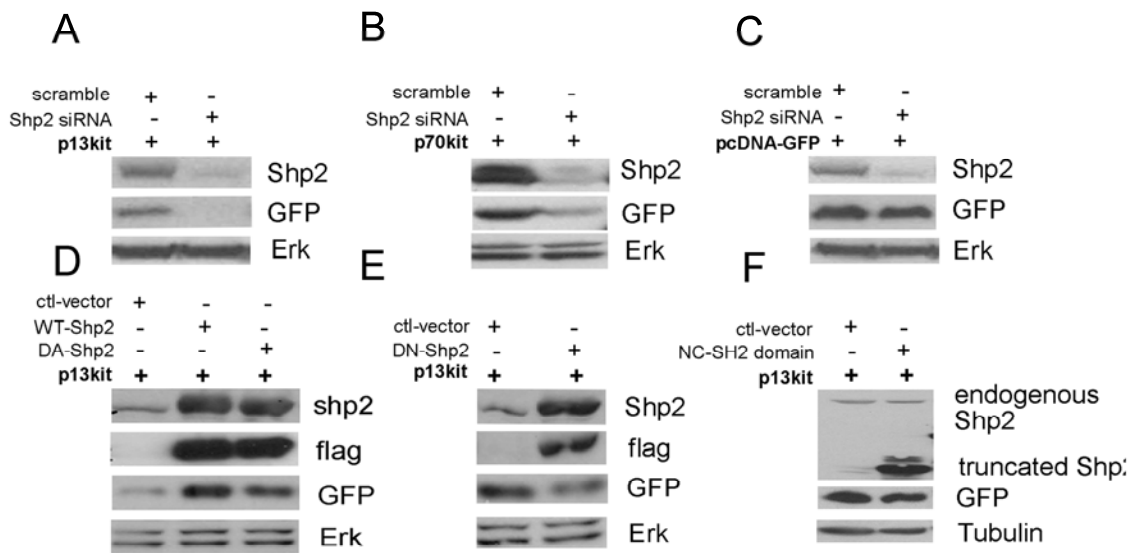 A
scramble + -
Shp2 siRNA - +
p13kit + +
Shp2
GFP
Erk
B
scramble + -
Shp2 siRNA - +
p70kit + +
Shp2
GFP
Erk
C
scramble + -
Shp2 siRNA - +
pcDNA-GFP + +
Shp2
GFP
Erk
D
ctl-vector + - -
WT-Shp2 - + -
DA-Shp2 - - +
p13kit + + +
shp2
flag
GFP
Erk
E
ctl-vector + -
DN-Shp2 - +
p13kit + +
Shp2
flag
GFP
Erk
F
ctl-vector + -
NC-SH2 domain - +
p13kit + +
endogenous
Shp2
truncated Shp2
GFP
Tubulin